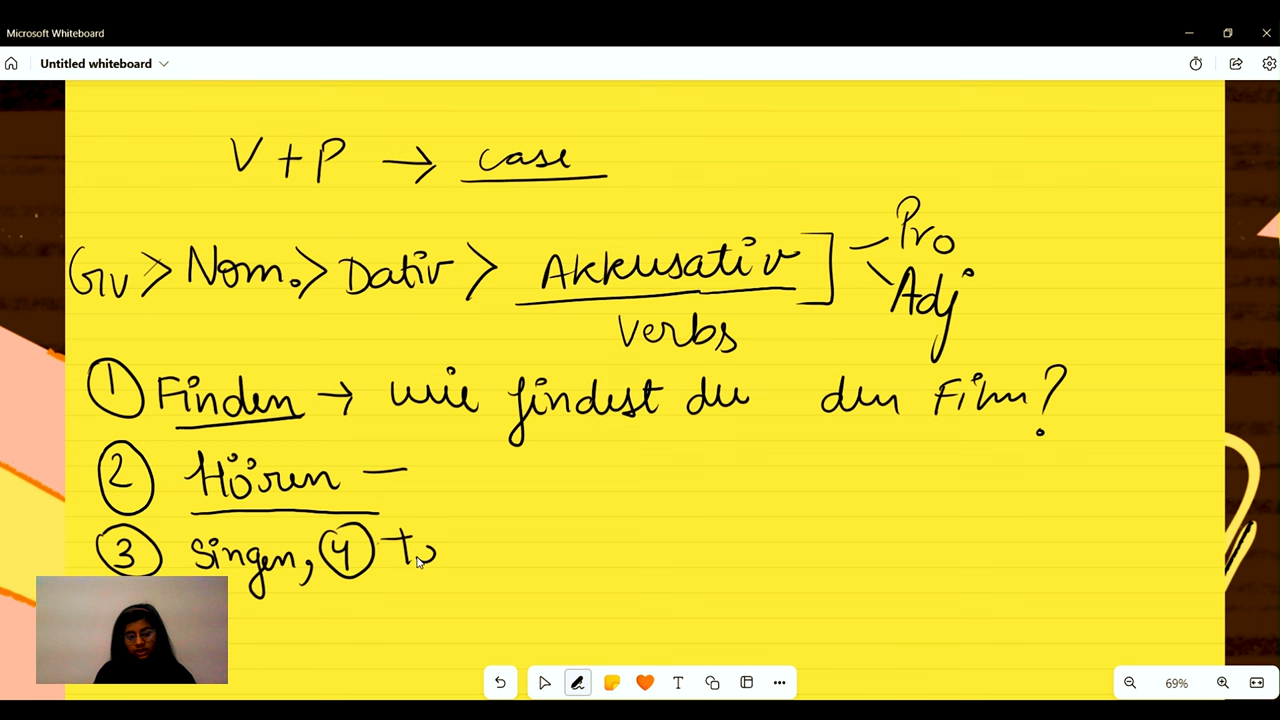 Microsoft Whiteboard
Untitled whiteboard
V + P → case
Gv > Nom. > Dativ > Akkusativ ] — Pro
Adj
Verbs
① Finden → wie findest du den Film?
② Hören —
③ Singen, ④ to
69%